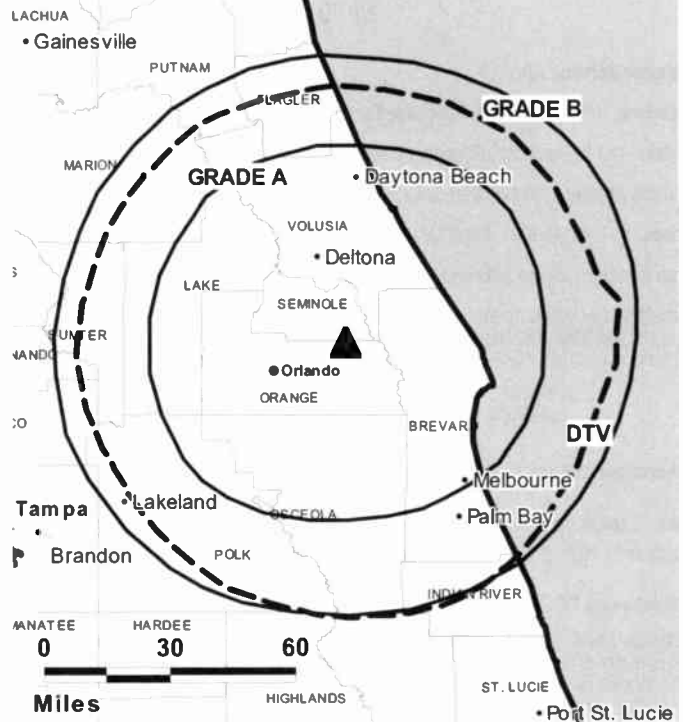 LACHUA
Gainesville
PUTNAM
FLAGLER
GRADE B
MARION
GRADE A
Daytona Beach
VOLUSIA
Deltona
S
LAKE
SEMINOLE
SUMTER
NANDO
Orlando
ORANGE
CO
BREVAR
DTV
Melbourne
Lakeland
Tampa
OSCEOLA
Palm Bay
Brandon
POLK
INDIAN RIVER
MANATEE
HARDEE
0 30 60
Miles
ST. LUCIE
HIGHLANDS
Port St. Lucie